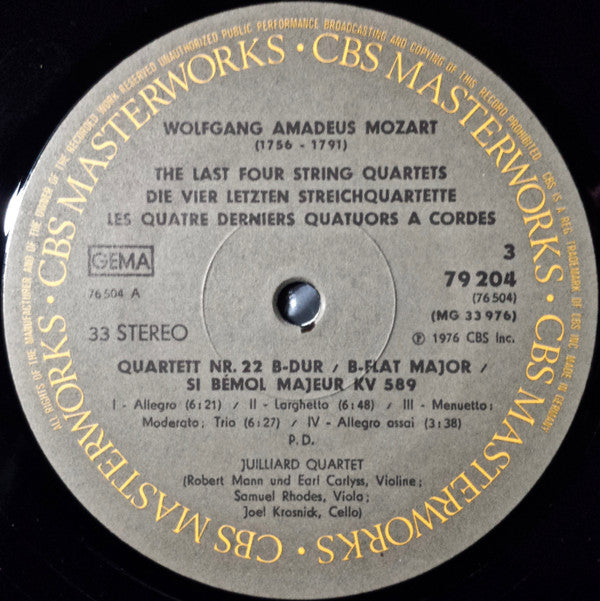 ALL RIGHTS OF THE MANUFACTURER AND OF THE OWNER OF THE RECORDED WORK RESERVED UNAUTHORIZED PUBLIC PERFORMANCE BROADCASTING AND COPYING OF THIS RECORD PROHIBITED · CBS IS A REG. TRADEMARK OF CBS INC. MADE IN GERMANY
CBS MASTERWORKS · CBS MASTERWORKS · CBS MASTERWORKS · CBS MASTERWORKS ·
WOLFGANG AMADEUS MOZART
(1756 - 1791)
THE LAST FOUR STRING QUARTETS
DIE VIER LETZTEN STREICHQUARTETTE
LES QUATRE DERNIERS QUATUORS A CORDES
GEMA
76504 A
33 STEREO
3
79 204
(76 504)
(MG 33 976)
℗ 1976 CBS Inc.
QUARTETT NR. 22 B-DUR / B-FLAT MAJOR /
SI BÉMOL MAJEUR KV 589
I - Allegro (6:21) / II - Larghetto (6:48) / III - Menuetto;
Moderato; Trio (6:27) / IV - Allegro assai (3:38)
P. D.
JUILLIARD QUARTET
(Robert Mann und Earl Carlyss, Violine;
Samuel Rhodes, Viola;
Joel Krosnick, Cello)